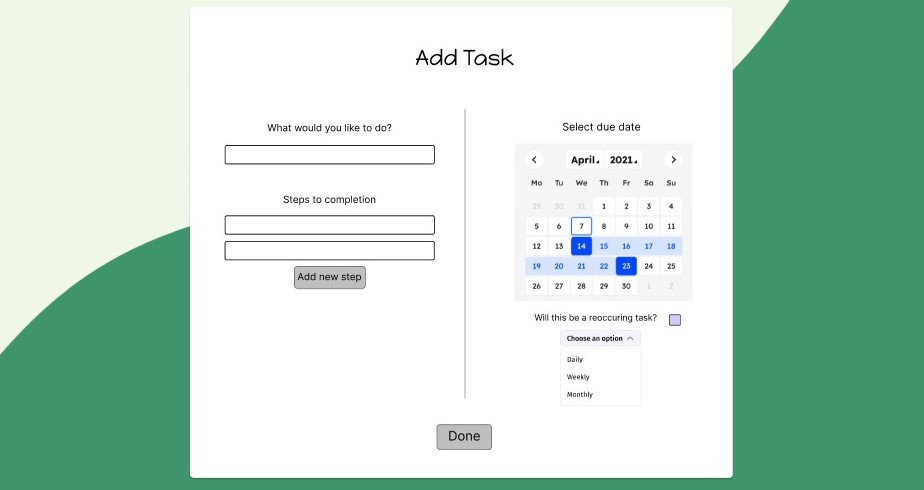 Add Task
What would you like to do?
Steps to completion
Add new step
Select due date
April 2021
Mo Tu We Th Fr Sa Su
29 30 31 1 2 3 4
5 6 7 8 9 10 11
12 13 14 15 16 17 18
19 20 21 22 23 24 25
26 27 28 29 30 1 2
Will this be a reoccuring task?
Choose an option
Daily
Weekly
Monthly
Done